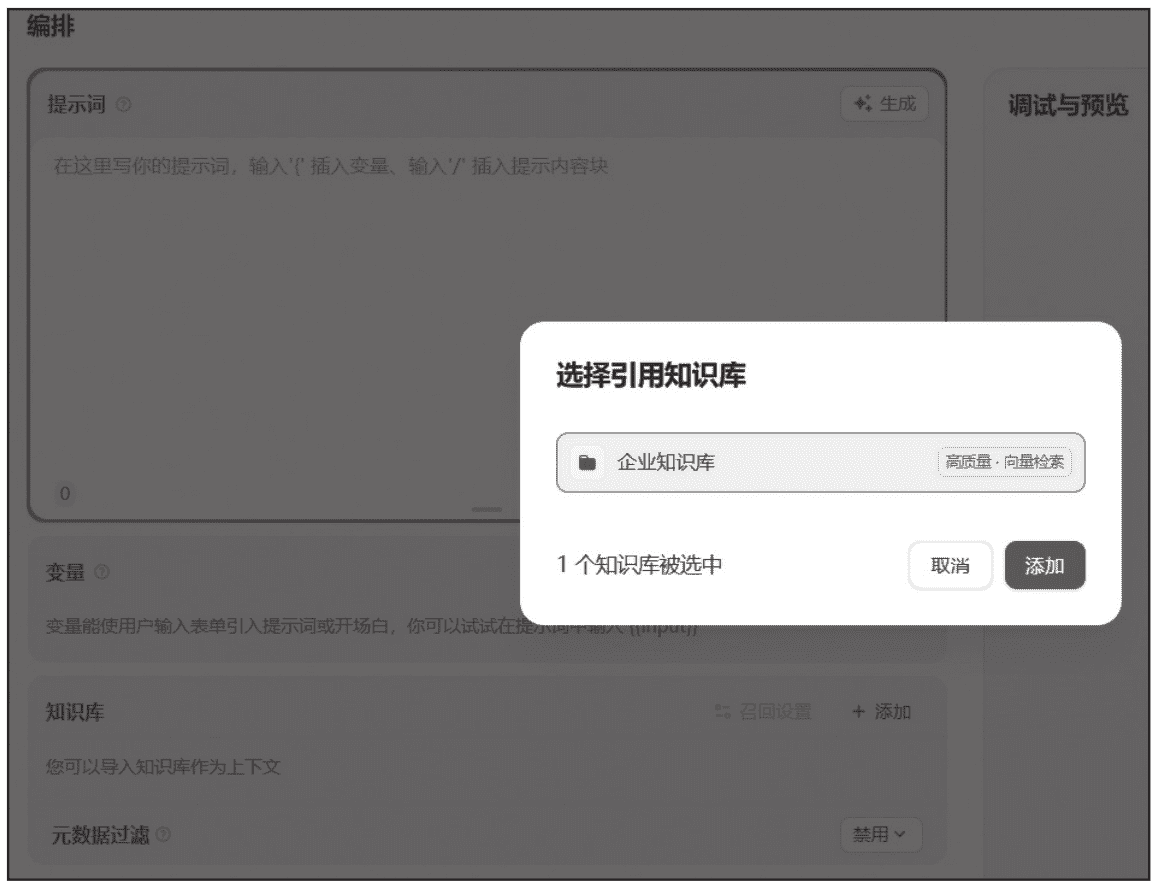 编排
提示词
生成
调试与预览
在这里写你的提示词，输入'{' 插入变量、输入'/' 插入提示内容块
选择引用知识库
企业知识库
高质量 · 向量检索
0
1 个知识库被选中
取消
添加
变量
变量能使用户输入表单引入提示词或开场白，你可以试试在提示词中输入 {{input}}
知识库
召回设置
+ 添加
您可以导入知识库作为上下文
元数据过滤
禁用